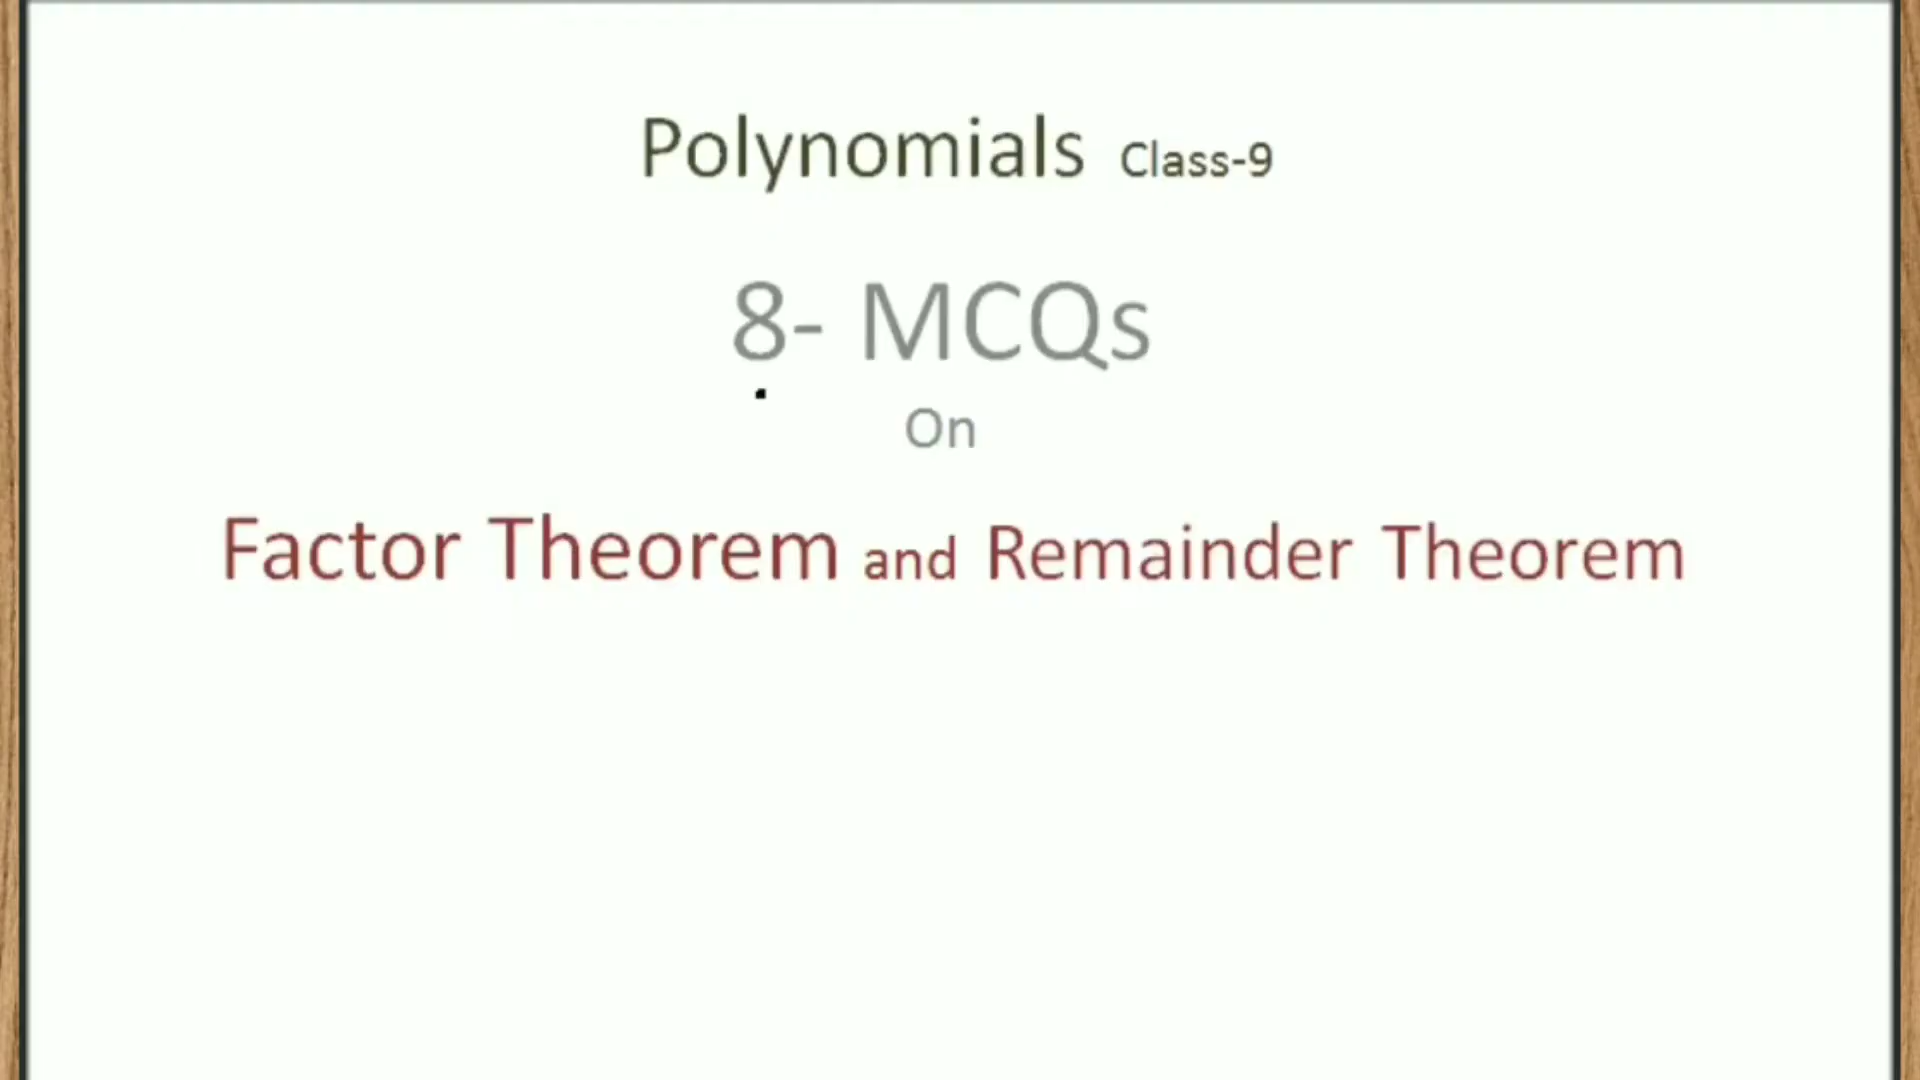 Polynomials Class-9
8- MCQs
On
Factor Theorem and Remainder Theorem